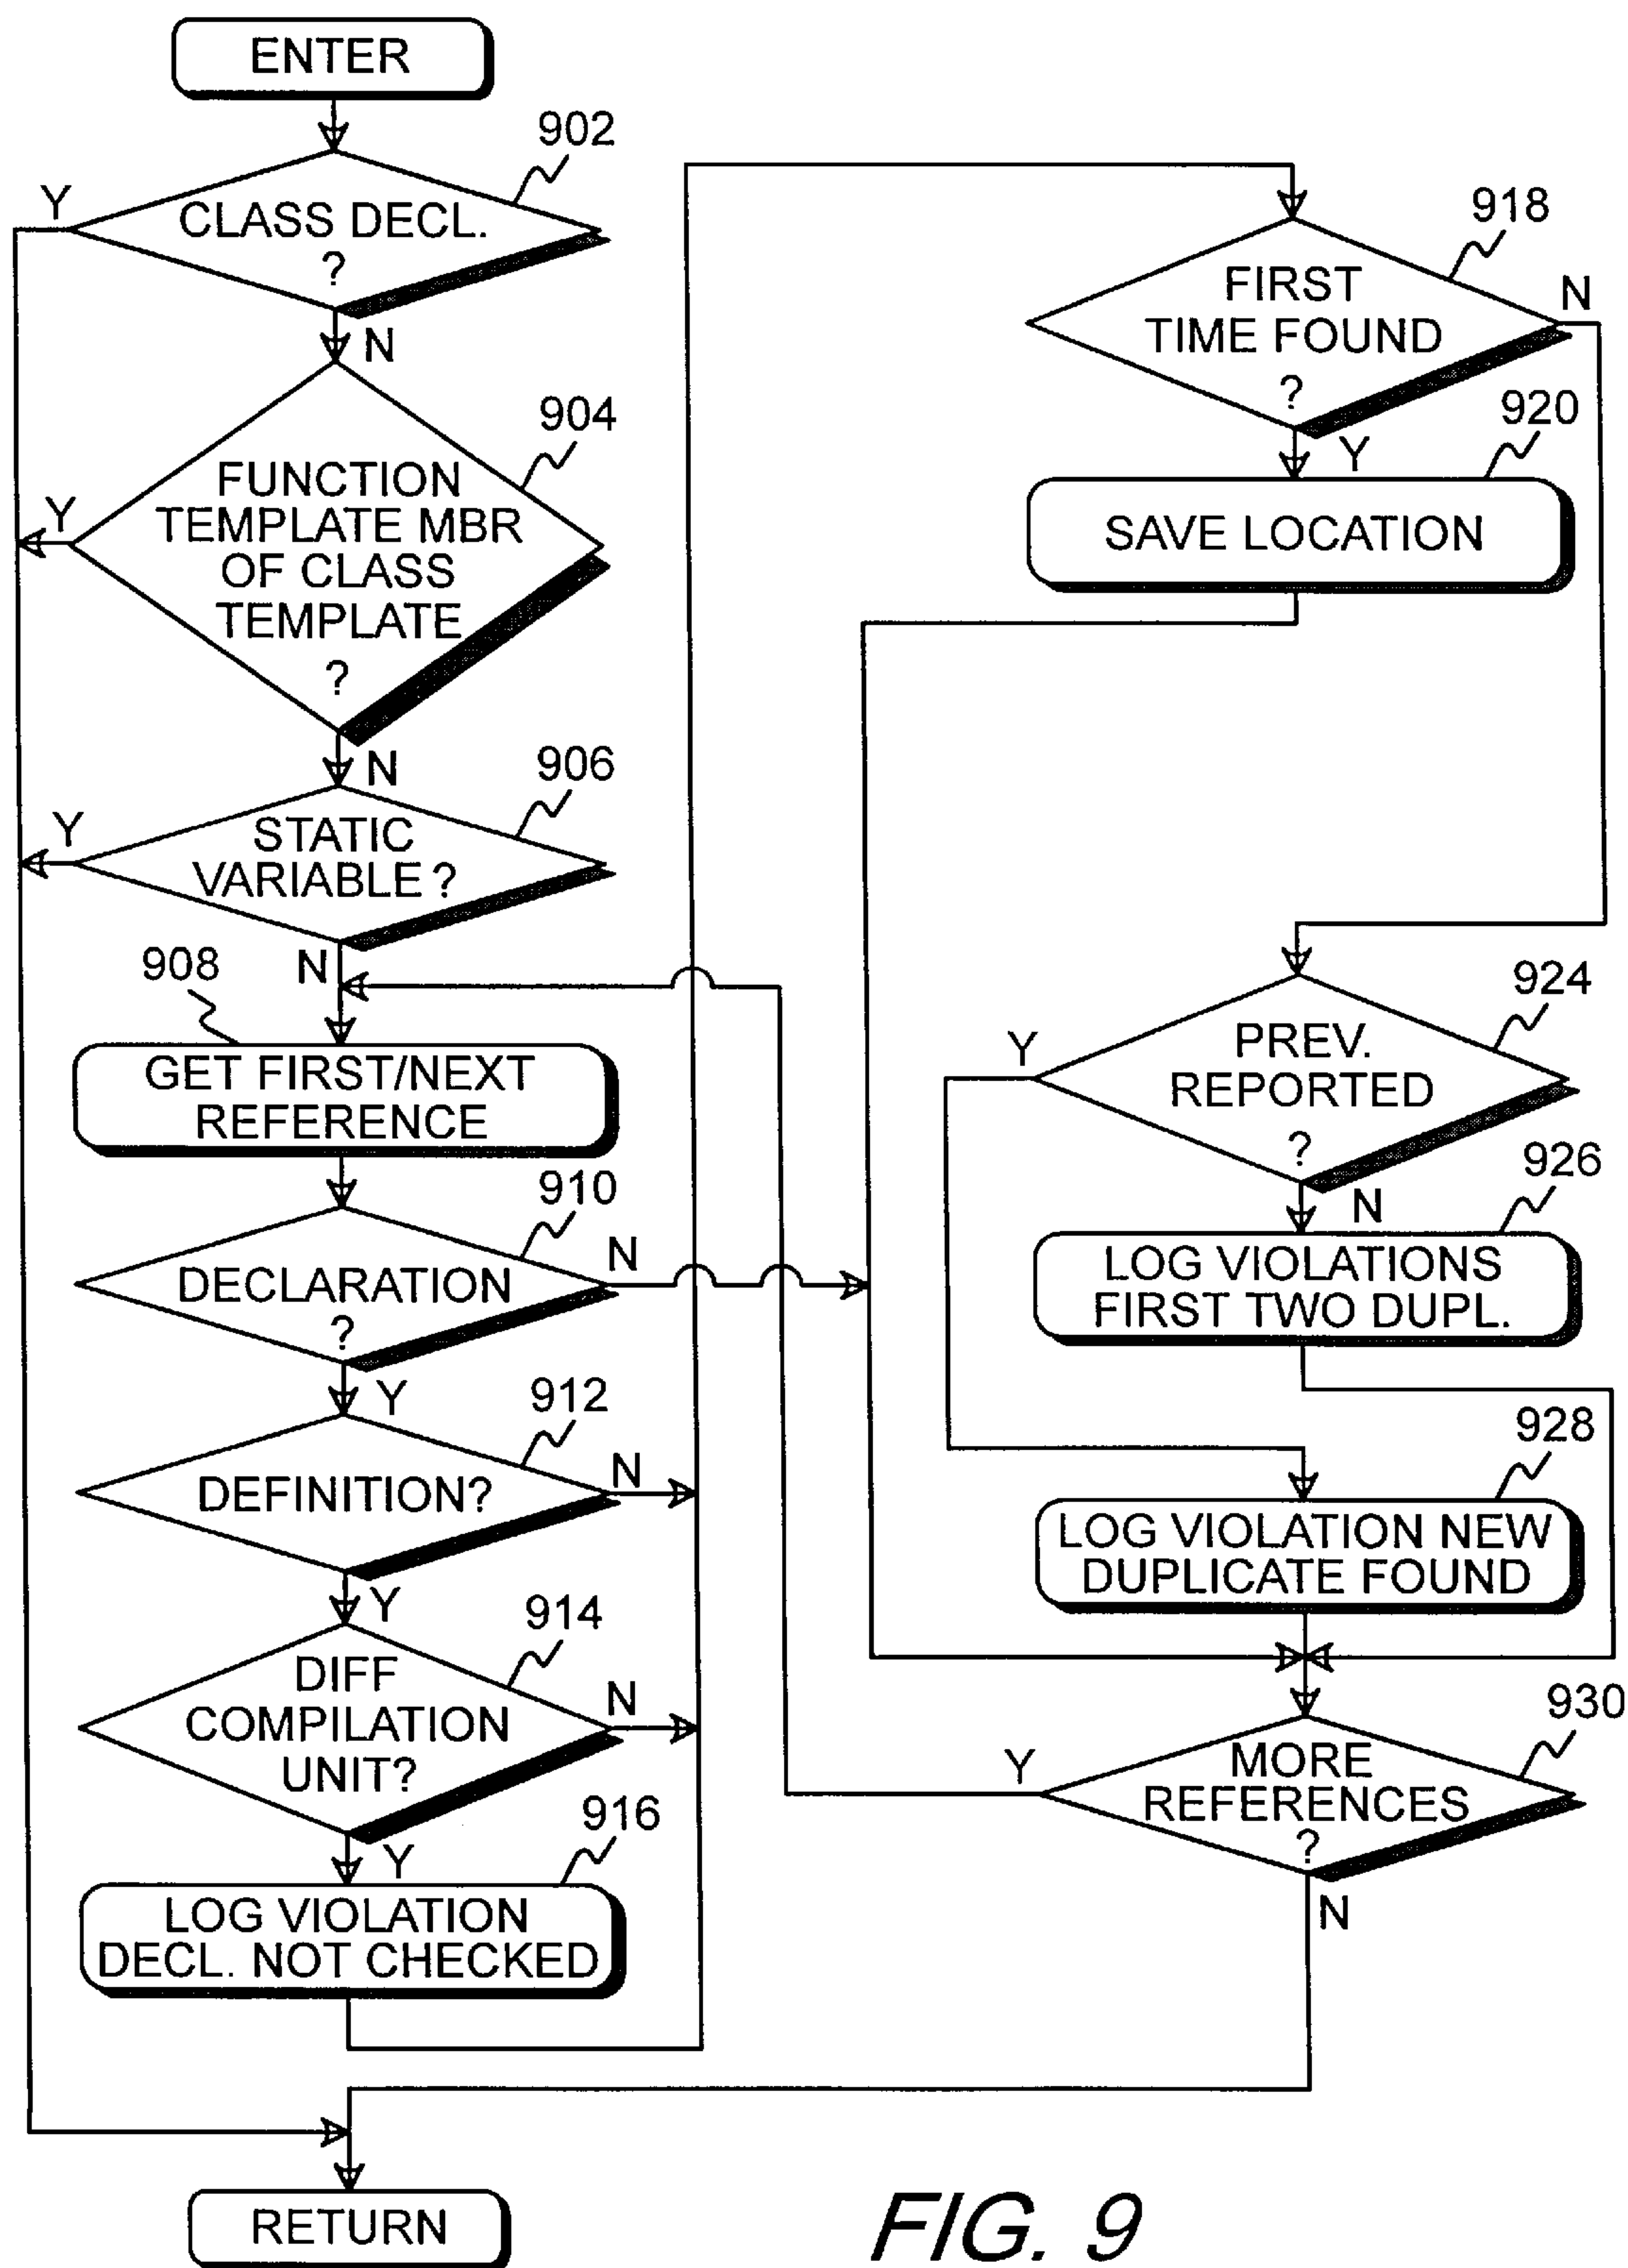 ENTER
902
Y
CLASS DECL.
?
N
904
Y
FUNCTION
TEMPLATE MBR
OF CLASS
TEMPLATE
?
N
906
Y
STATIC
VARIABLE?
N
908
GET FIRST/NEXT
REFERENCE
910
N
DECLARATION
?
Y
912
N
DEFINITION?
Y
914
N
DIFF
COMPILATION
UNIT?
Y
916
LOG VIOLATION
DECL. NOT CHECKED
RETURN
918
N
FIRST
TIME FOUND
?
Y
920
SAVE LOCATION
924
Y
PREV.
REPORTED
?
N
926
LOG VIOLATIONS
FIRST TWO DUPL.
928
LOG VIOLATION NEW
DUPLICATE FOUND
930
Y
MORE
REFERENCES
?
N
FIG. 9